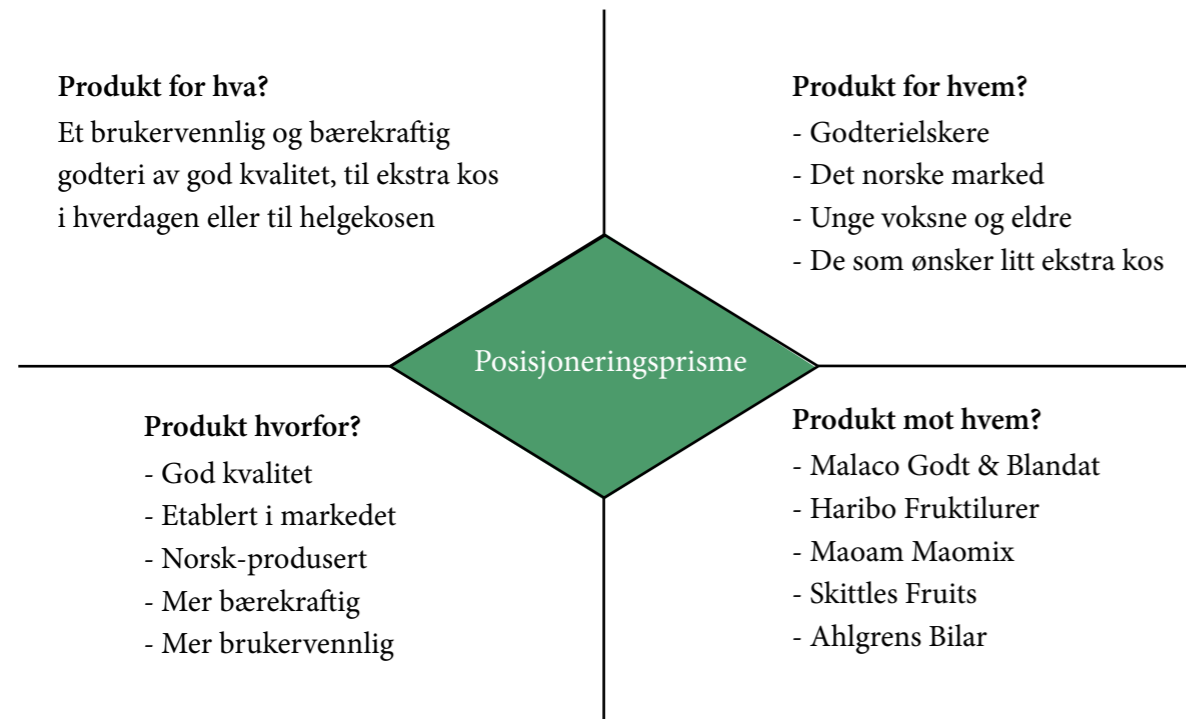 Produkt for hva?
Et brukervennlig og bærekraftig
godteri av god kvalitet, til ekstra kos
i hverdagen eller til helgekosen
Produkt for hvem?
- Godterielskere
- Det norske marked
- Unge voksne og eldre
- De som ønsker litt ekstra kos
Posisjoneringsprisme
Produkt hvorfor?
- God kvalitet
- Etablert i markedet
- Norsk-produsert
- Mer bærekraftig
- Mer brukervennlig
Produkt mot hvem?
- Malaco Godt & Blandat
- Haribo Fruktilurer
- Maoam Maomix
- Skittles Fruits
- Ahlgrens Bilar